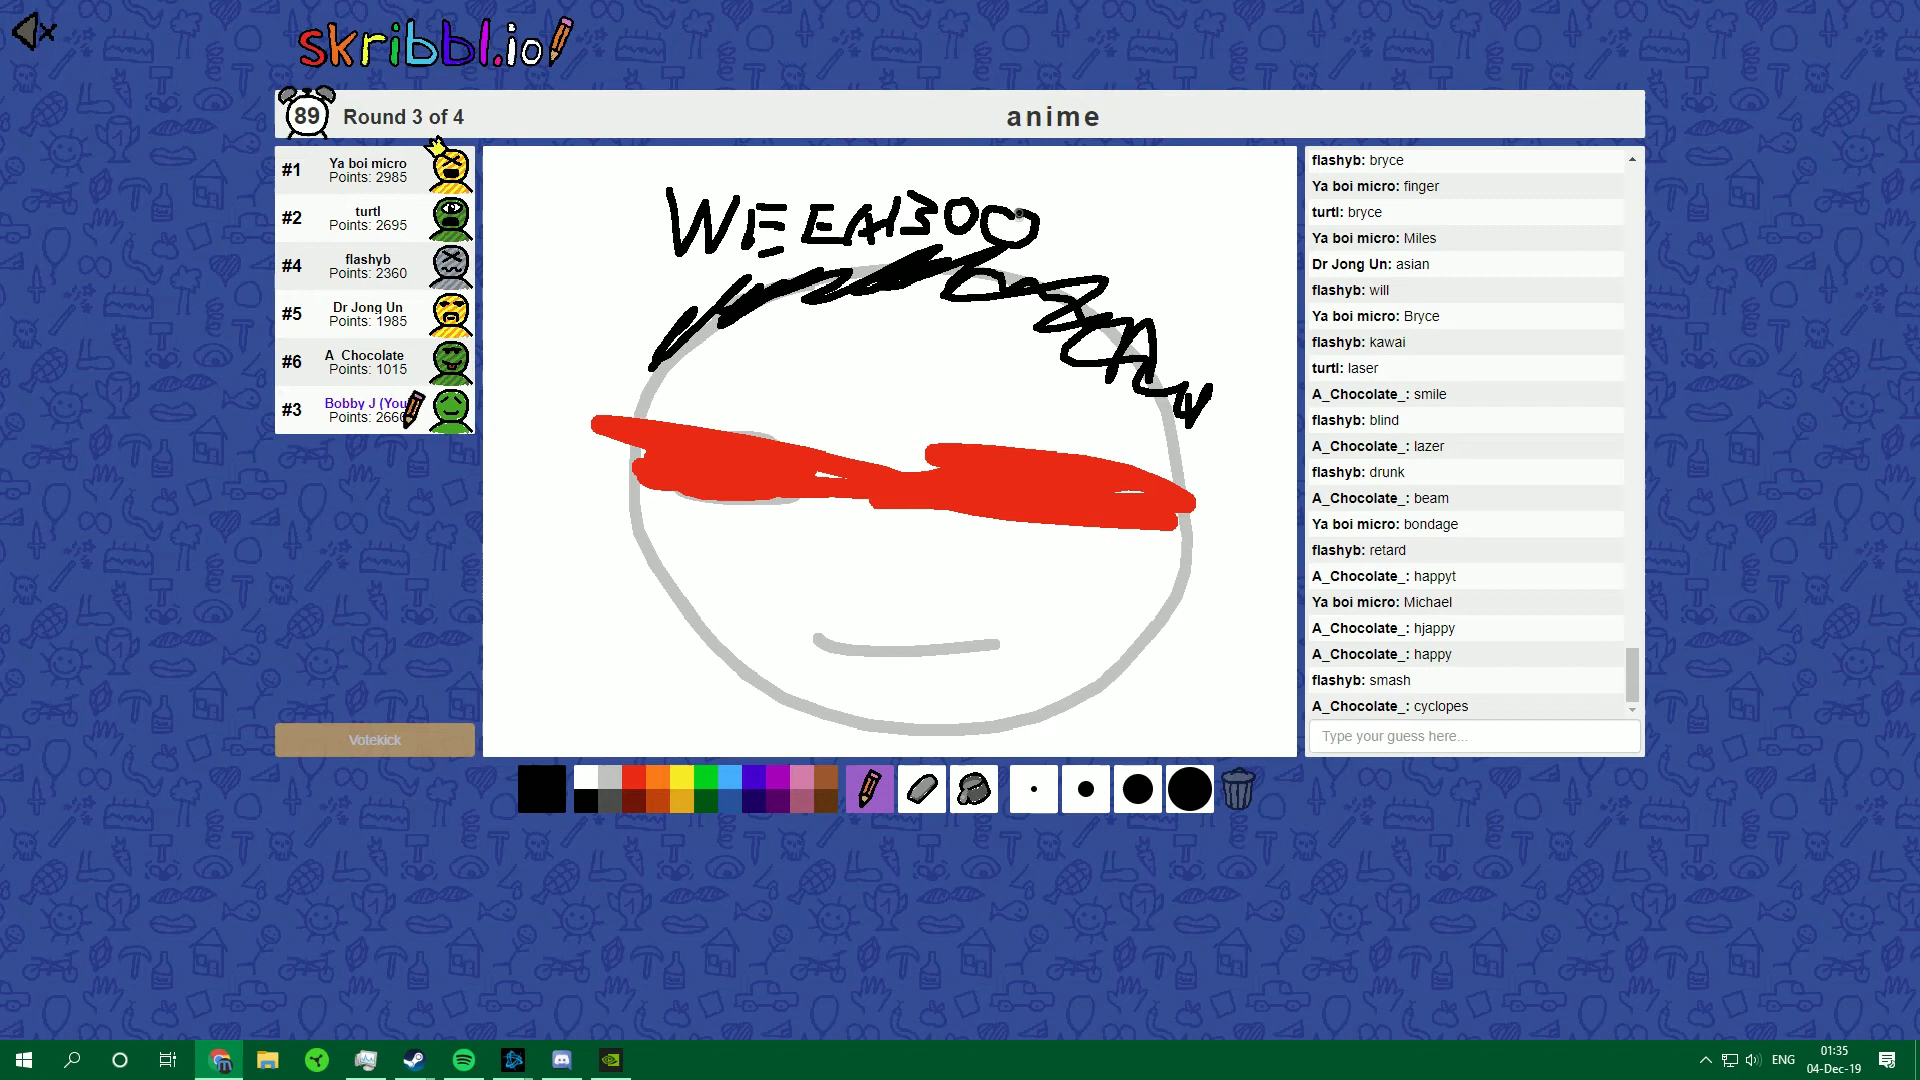 skribbl.io
89
Round 3 of 4
anime
#1
Ya boi micro
Points: 2985
#2
turtl
Points: 2695
#4
flashyb
Points: 2360
#5
Dr Jong Un
Points: 1985
#6
A_Chocolate_
Points: 1015
#3
Bobby J (You
Points: 2660
Votekick
flashyb: bryce
Ya boi micro: finger
turtl: bryce
Ya boi micro: Miles
Dr Jong Un: asian
flashyb: will
Ya boi micro: Bryce
flashyb: kawai
turtl: laser
A_Chocolate_: smile
flashyb: blind
A_Chocolate_: lazer
flashyb: drunk
A_Chocolate_: beam
Ya boi micro: bondage
flashyb: retard
A_Chocolate_: happyt
Ya boi micro: Michael
A_Chocolate_: hjappy
A_Chocolate_: happy
flashyb: smash
A_Chocolate_: cyclopes
Type your guess here...
ENG
01:35
04-Dec-19